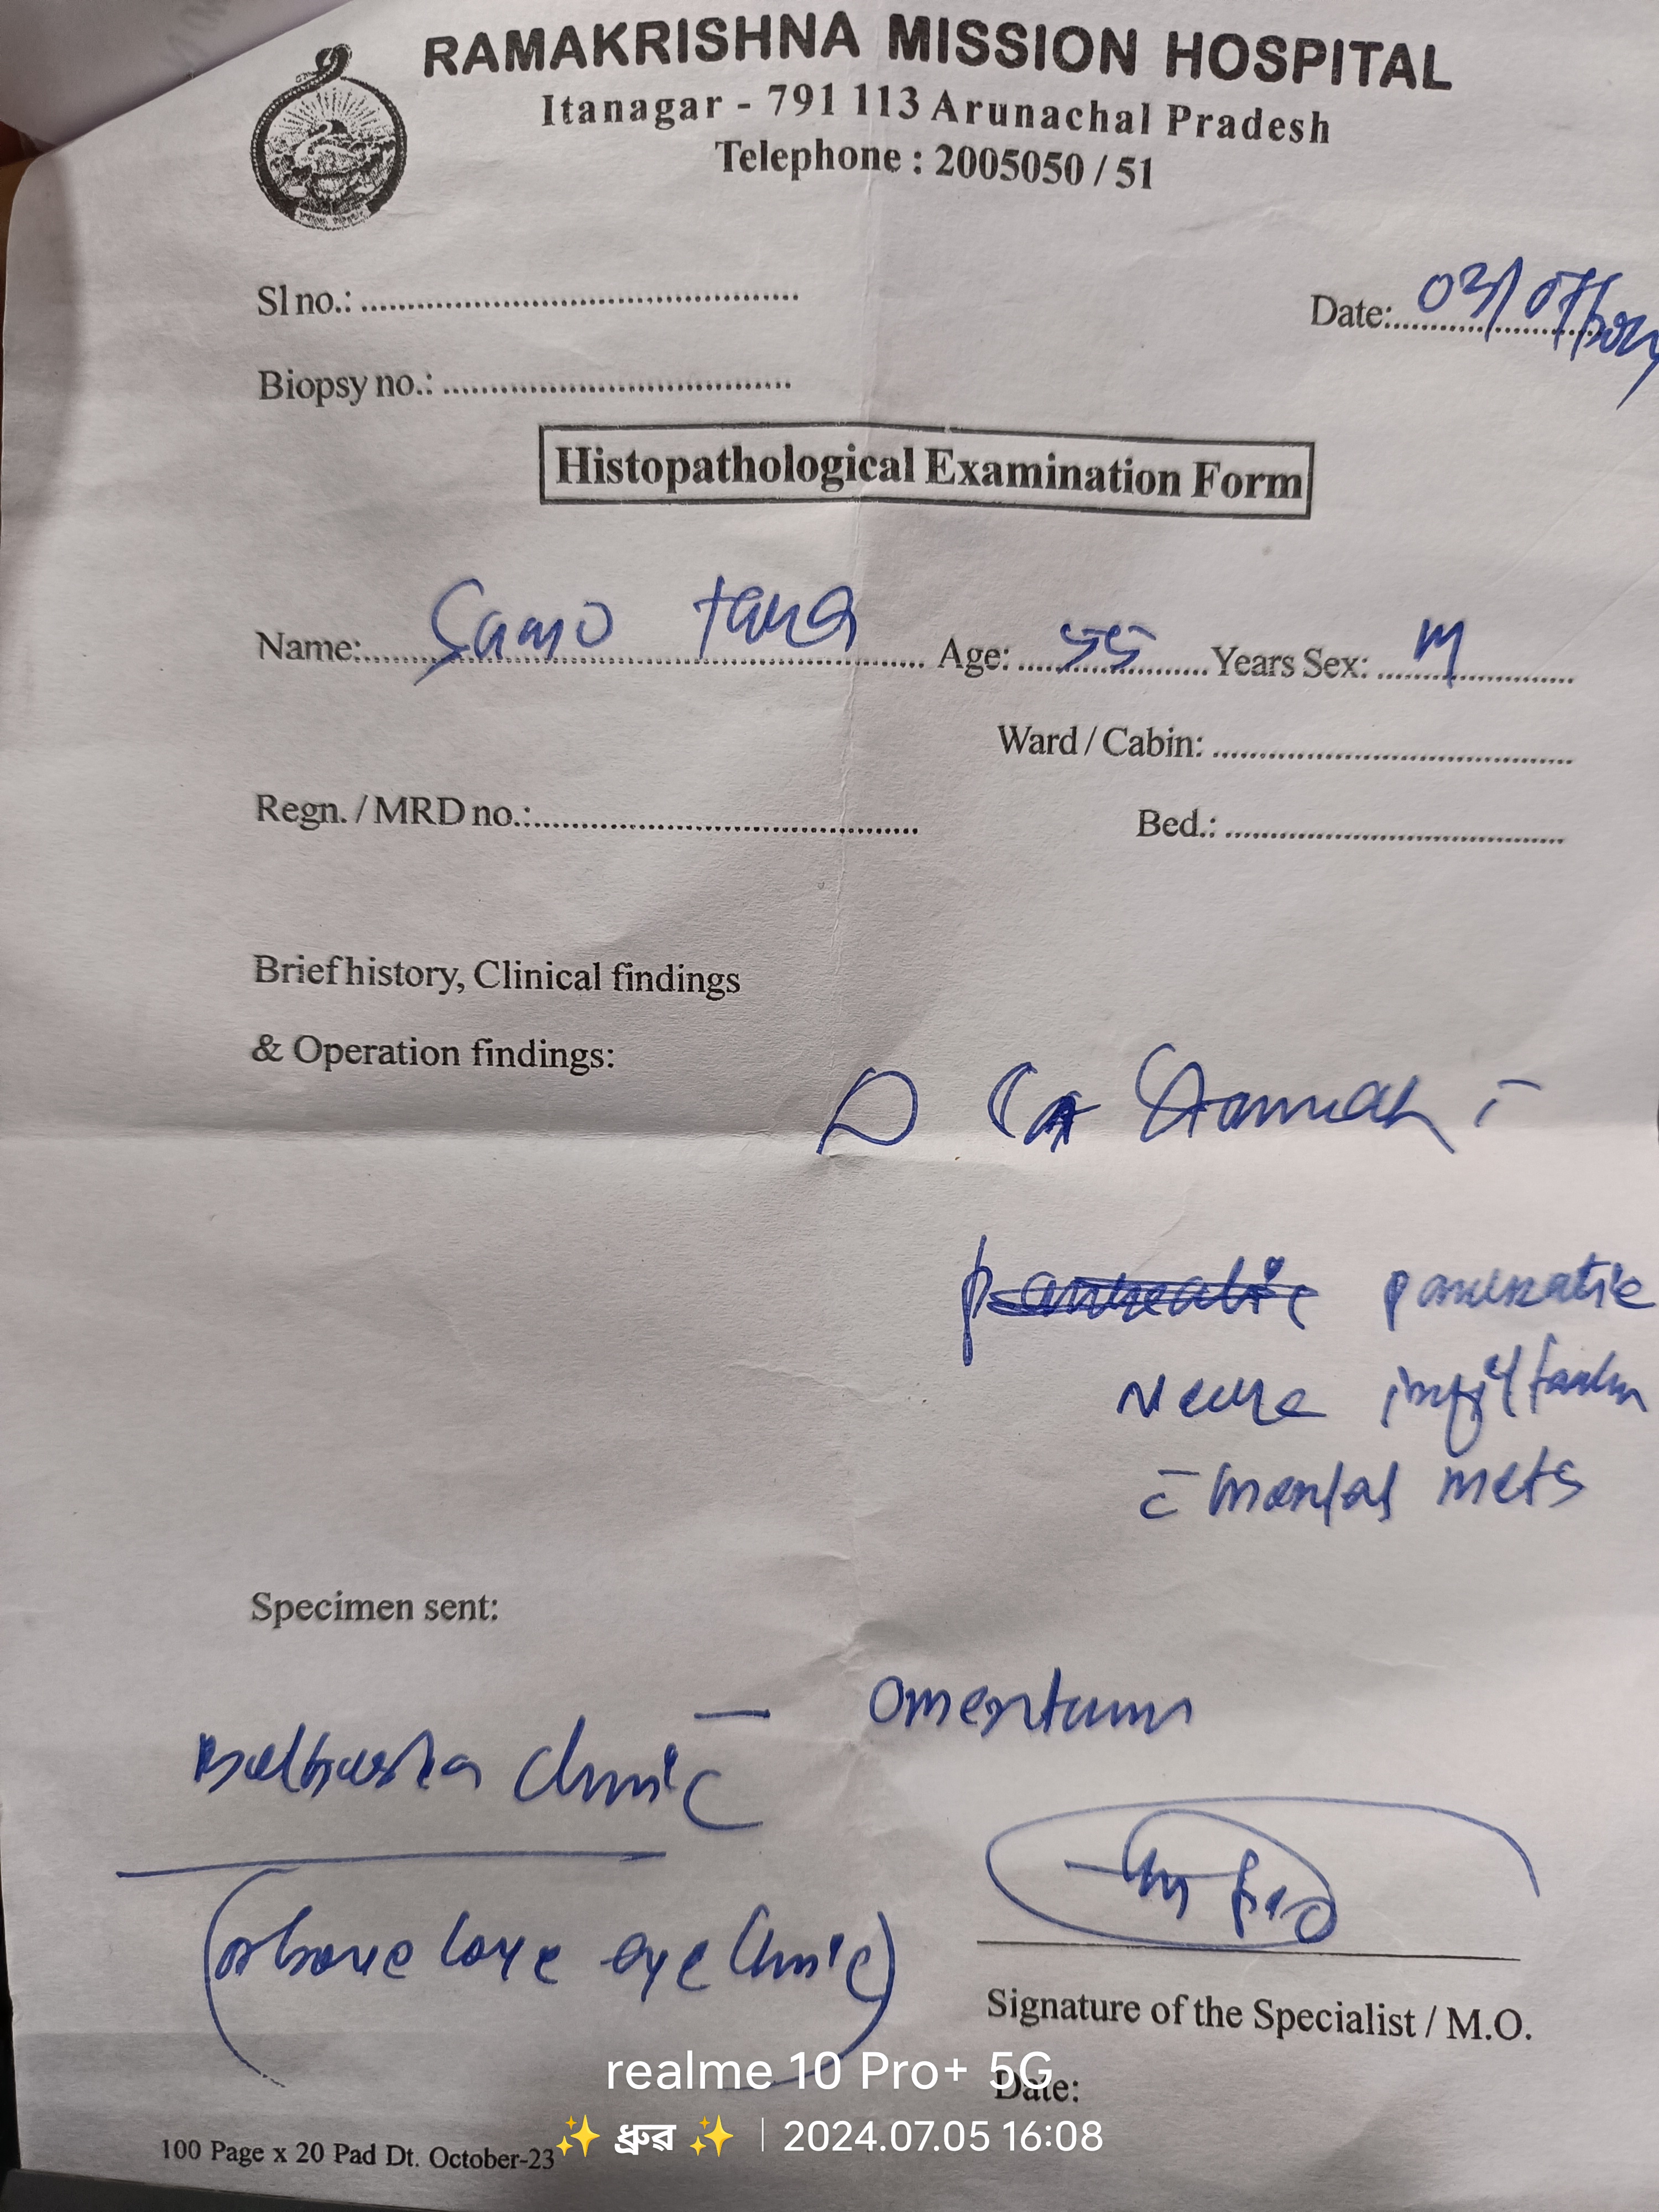 RAMAKRISHNA MISSION HOSPITAL
Itanagar - 791 113 Arunachal Pradesh
Telephone : 2005050 / 51
Sl no.:
Date: 03/07/2024
Biopsy no.:
Histopathological Examination Form
Name: Tana Age: 55 Years Sex: M
Ward / Cabin:
Regn. / MRD no.:
Bed.:
Brief history, Clinical findings
& Operation findings:
Ca Stomach c̄
pancreatic pancreatic
infiltration
mets
Specimen sent:
— Omentum
Clinic
(above eye clinic)
Signature of the Specialist / M.O.
Date:
realme 10 Pro+ 5G
✨ ধ্ৰুৱ ✨ | 2024.07.05 16:08
100 Page x 20 Pad Dt. October-23